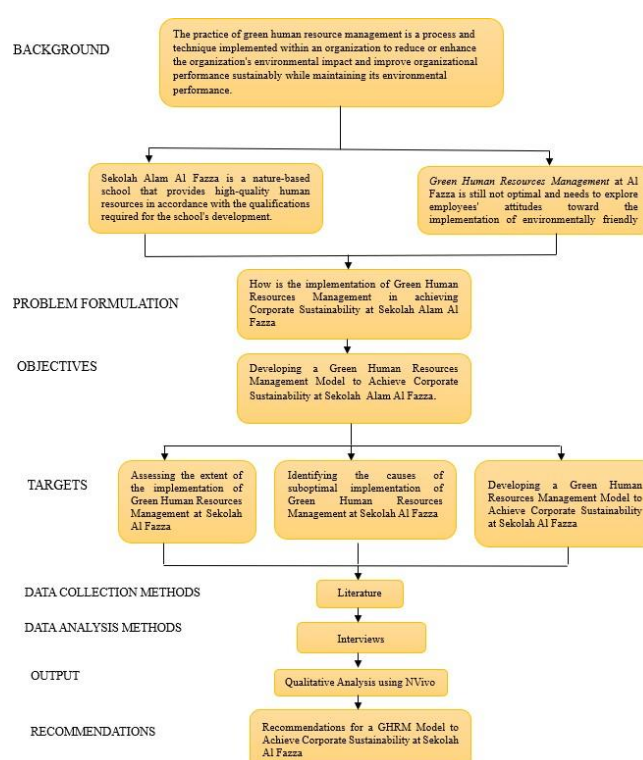 BACKGROUND
The practice of green human resource management is a process and
technique implemented within an organization to reduce or enhance
the organization's environmental impact and improve organizational
performance sustainably while maintaining its environmental
performance.
Sekolah Alam Al Fazza is a nature-based
school that provides high-quality human
resources in accordance with the qualifications
required for the school's development.
Green Human Resources Management at Al
Fazza is still not optimal and needs to explore
employees' attitudes toward the
implementation of environmentally friendly
PROBLEM FORMULATION
How is the implementation of Green Human
Resources Management in achieving
Corporate Sustainability at Sekolah Alam Al
Fazza
OBJECTIVES
Developing a Green Human Resources
Management Model to Achieve Corporate
Sustainability at Sekolah Alam Al Fazza.
TARGETS
Assessing the extent of
the implementation of
Green Human Resources
Management at Sekolah
Al Fazza
Identifying the causes of
suboptimal implementation of
Green Human Resources
Management at Sekolah Al Fazza
Developing a Green Human
Resources Management Model to
Achieve Corporate Sustainability
at Sekolah Al Fazza
DATA COLLECTION METHODS
Literature
DATA ANALYSIS METHODS
Interviews
OUTPUT
Qualitative Analysis using NVivo
RECOMMENDATIONS
Recommendations for a GHRM Model to
Achieve Corporate Sustainability at Sekolah
Al Fazza